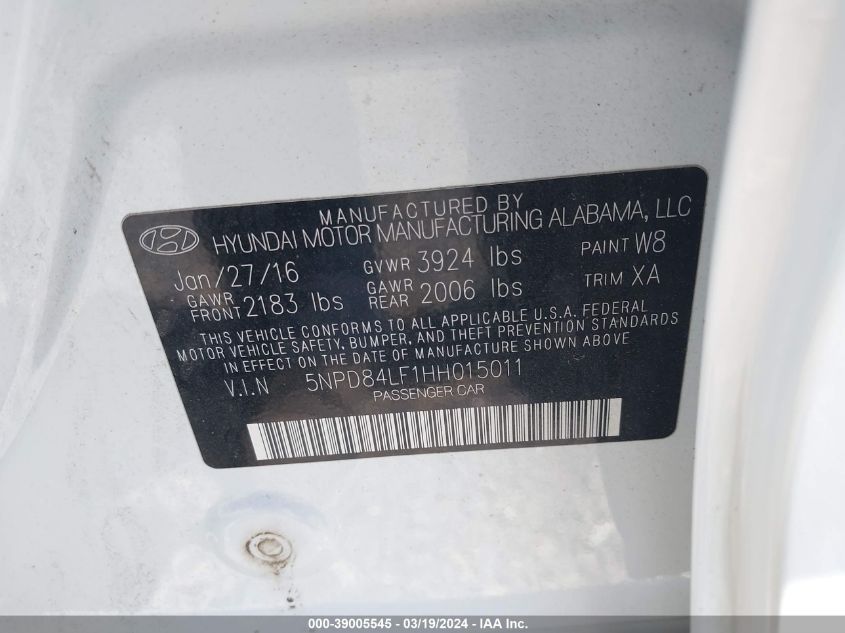 MANUFACTURED BY
HYUNDAI MOTOR MANUFACTURING ALABAMA, LLC
Jan/27/16 GVWR 3924 lbs PAINT W8
GAWR FRONT 2183 lbs GAWR REAR 2006 lbs TRIM XA
THIS VEHICLE CONFORMS TO ALL APPLICABLE U.S.A. FEDERAL
MOTOR VEHICLE SAFETY, BUMPER, AND THEFT PREVENTION STANDARDS
IN EFFECT ON THE DATE OF MANUFACTURE SHOWN ABOVE
V.I.N 5NPD84LF1HH015011
PASSENGER CAR
000-39005545 - 03/19/2024 - IAA Inc.